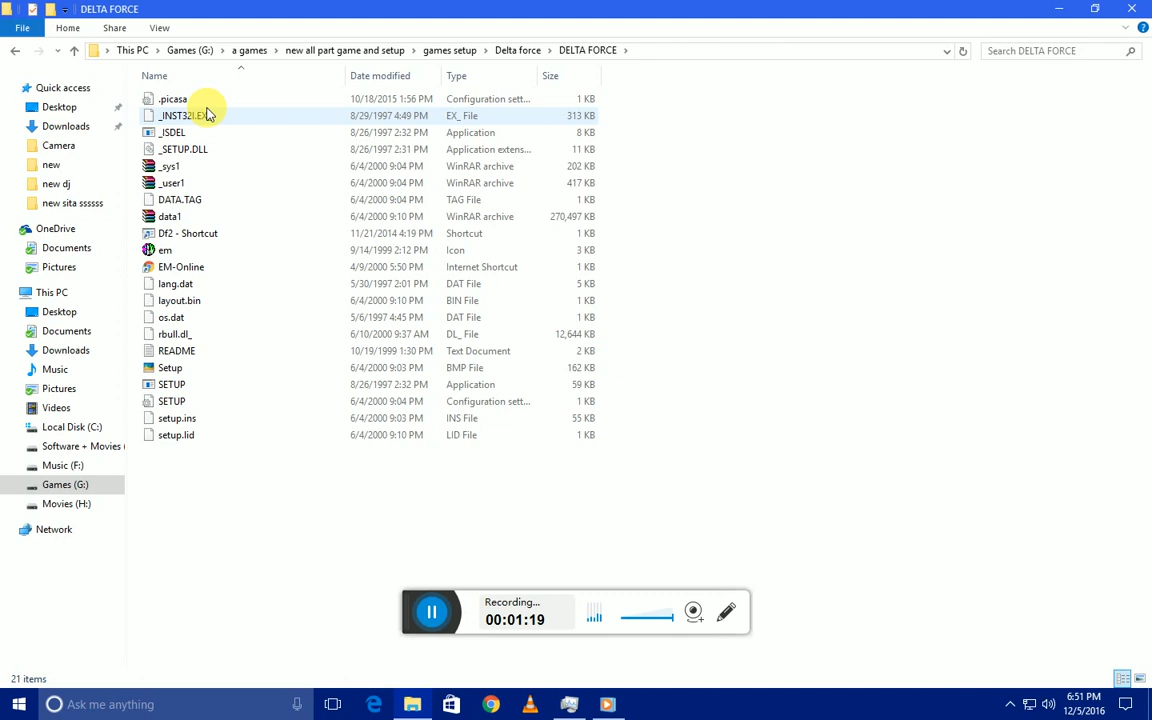 DELTA FORCE
File Home Share View
This PC Games (G:) a games new all part game and setup games setup Delta force DELTA FORCE Search DELTA FORCE
Name Date modified Type Size
Quick access
Desktop
Downloads
Camera
new
new dj
new sita ssssss
OneDrive
Documents
Pictures
This PC
Desktop
Documents
Downloads
Music
Pictures
Videos
Local Disk (C:)
Software + Movies (
Music (F:)
Games (G:)
Movies (H:)
Network
.picasa 10/18/2015 1:56 PM Configuration sett... 1 KB
_INST32I.EX_ 8/29/1997 4:49 PM EX_ File 313 KB
_ISDEL 8/26/1997 2:32 PM Application 8 KB
_SETUP.DLL 8/26/1997 2:31 PM Application extens... 11 KB
_sys1 6/4/2000 9:04 PM WinRAR archive 202 KB
_user1 6/4/2000 9:04 PM WinRAR archive 417 KB
DATA.TAG 6/4/2000 9:04 PM TAG File 1 KB
data1 6/4/2000 9:10 PM WinRAR archive 270,497 KB
Df2 - Shortcut 11/21/2014 4:19 PM Shortcut 1 KB
em 9/14/1999 2:12 PM Icon 3 KB
EM-Online 4/9/2000 5:50 PM Internet Shortcut 1 KB
lang.dat 5/30/1997 2:01 PM DAT File 5 KB
layout.bin 6/4/2000 9:10 PM BIN File 1 KB
os.dat 5/6/1997 4:45 PM DAT File 1 KB
rbull.dl_ 6/10/2000 9:37 AM DL_ File 12,644 KB
README 10/19/1999 1:30 PM Text Document 2 KB
Setup 6/4/2000 9:03 PM BMP File 162 KB
SETUP 8/26/1997 2:32 PM Application 59 KB
SETUP 6/4/2000 9:04 PM Configuration sett... 1 KB
setup.ins 6/4/2000 9:03 PM INS File 55 KB
setup.lid 6/4/2000 9:10 PM LID File 1 KB
Recording...
00:01:19
21 items
Ask me anything
6:51 PM
12/5/2016